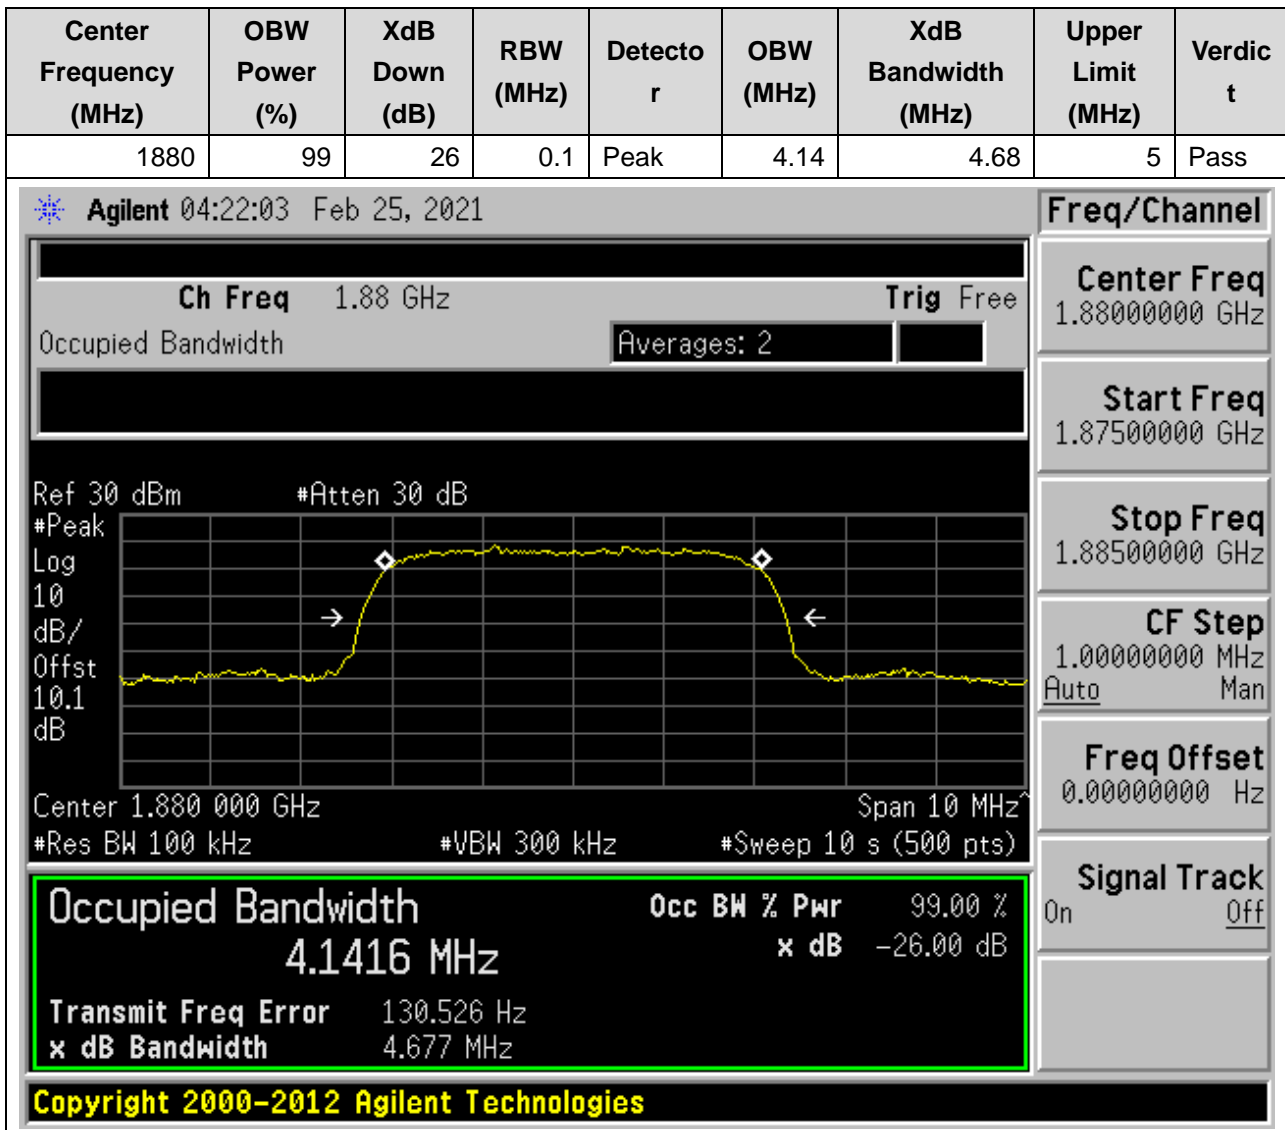 Center Frequency (MHz) OBW Power (%) XdB Down (dB) RBW (MHz) Detector OBW (MHz) XdB Bandwidth (MHz) Upper Limit (MHz) Verdict
1880 99 26 0.1 Peak 4.14 4.68 5 Pass
Agilent 04:22:03 Feb 25, 2021
Freq/Channel
Ch Freq 1.88 GHz Trig Free
Occupied Bandwidth Averages: 2
Center Freq
1.88000000 GHz
Start Freq
1.87500000 GHz
Stop Freq
1.88500000 GHz
CF Step
1.00000000 MHz
Auto Man
Freq Offset
0.00000000 Hz
Signal Track
On Off
Ref 30 dBm #Atten 30 dB
#Peak
Log
10
dB/
Offst
10.1
dB
Center 1.880 000 GHz Span 10 MHz^
#Res BW 100 kHz #VBW 300 kHz #Sweep 10 s (500 pts)
Occupied Bandwidth Occ BW % Pwr 99.00 %
4.1416 MHz x dB -26.00 dB
Transmit Freq Error 130.526 Hz
x dB Bandwidth 4.677 MHz
Copyright 2000-2012 Agilent Technologies